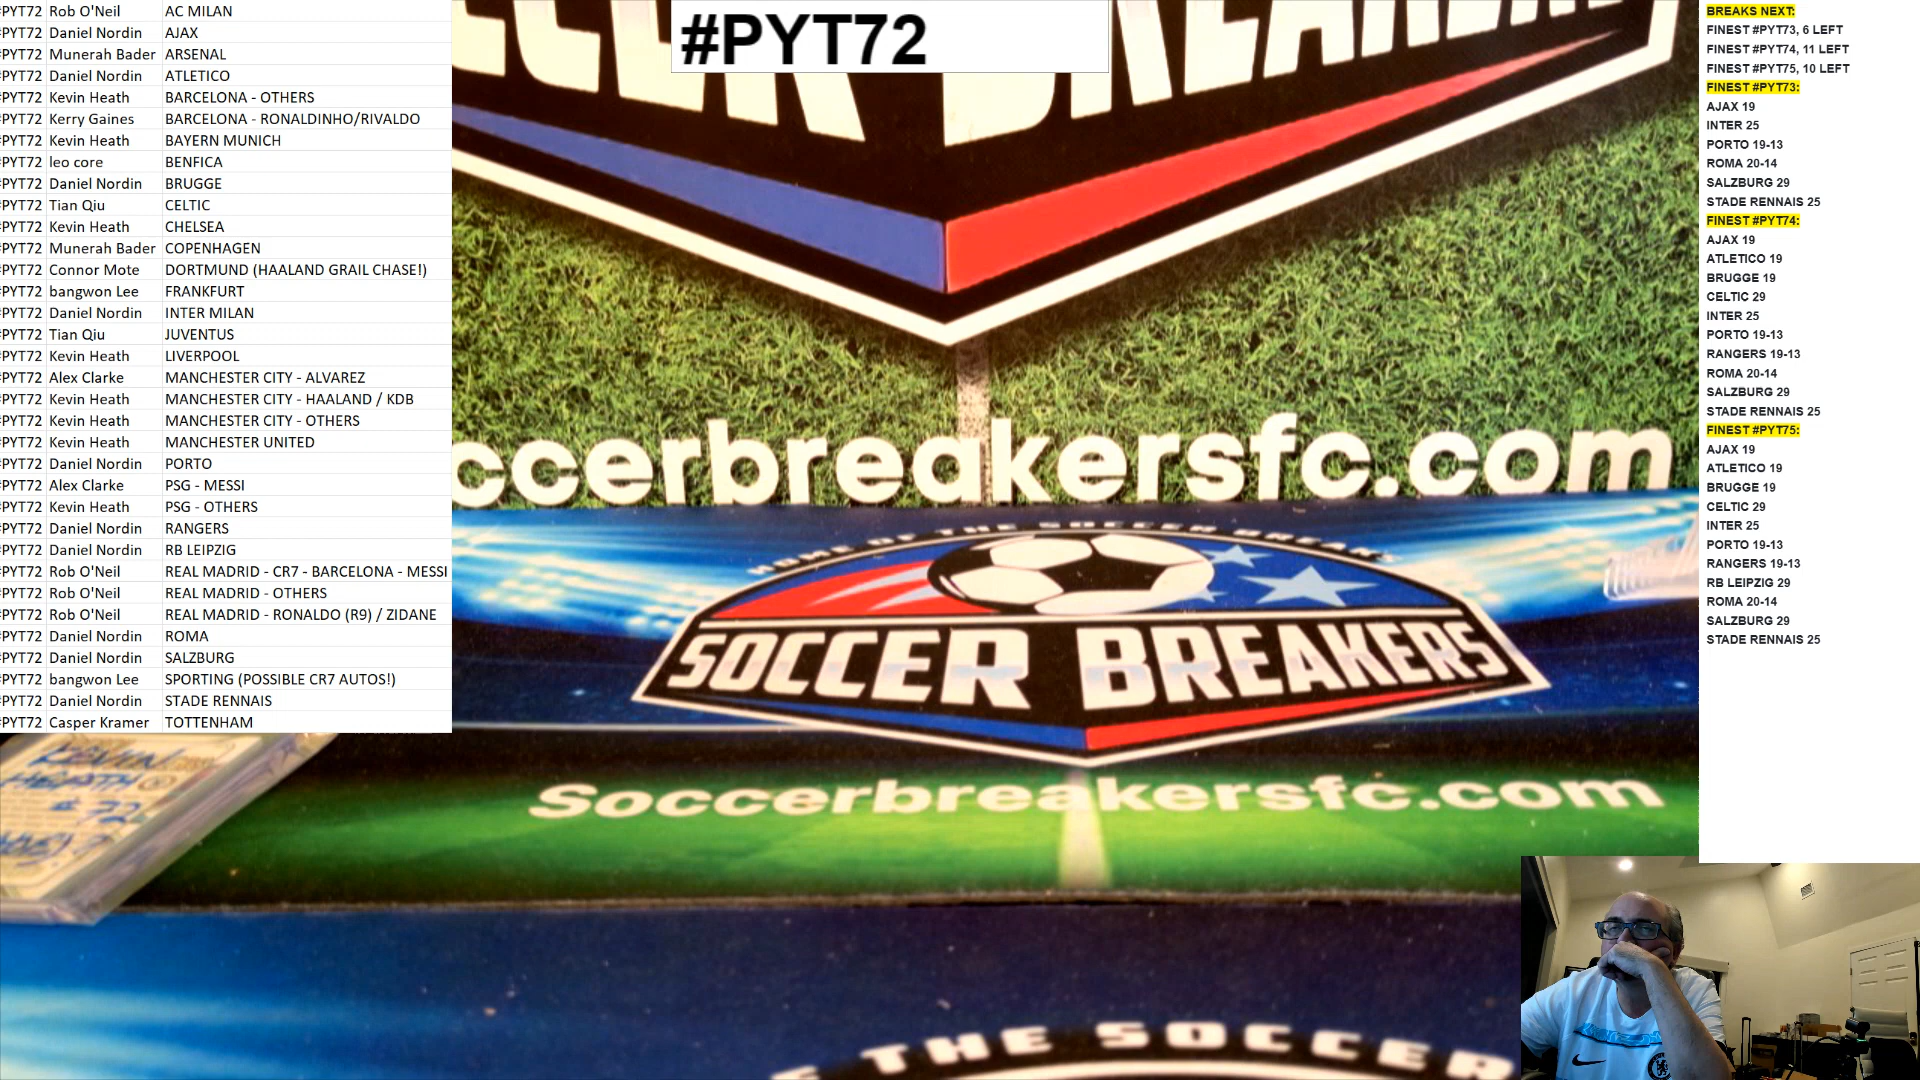 #PYT72 Rob O'Neil AC MILAN
#PYT72 Daniel Nordin AJAX
#PYT72 Munerah Bader ARSENAL
#PYT72 Daniel Nordin ATLETICO
#PYT72 Kevin Heath BARCELONA - OTHERS
#PYT72 Kerry Gaines BARCELONA - RONALDINHO/RIVALDO
#PYT72 Kevin Heath BAYERN MUNICH
#PYT72 leo core BENFICA
#PYT72 Daniel Nordin BRUGGE
#PYT72 Tian Qiu CELTIC
#PYT72 Kevin Heath CHELSEA
#PYT72 Munerah Bader COPENHAGEN
#PYT72 Connor Mote DORTMUND (HAALAND GRAIL CHASE!)
#PYT72 bangwon Lee FRANKFURT
#PYT72 Daniel Nordin INTER MILAN
#PYT72 Tian Qiu JUVENTUS
#PYT72 Kevin Heath LIVERPOOL
#PYT72 Alex Clarke MANCHESTER CITY - ALVAREZ
#PYT72 Kevin Heath MANCHESTER CITY - HAALAND / KDB
#PYT72 Kevin Heath MANCHESTER CITY - OTHERS
#PYT72 Kevin Heath MANCHESTER UNITED
#PYT72 Daniel Nordin PORTO
#PYT72 Alex Clarke PSG - MESSI
#PYT72 Kevin Heath PSG - OTHERS
#PYT72 Daniel Nordin RANGERS
#PYT72 Daniel Nordin RB LEIPZIG
#PYT72 Rob O'Neil REAL MADRID - CR7 - BARCELONA - MESSI
#PYT72 Rob O'Neil REAL MADRID - OTHERS
#PYT72 Rob O'Neil REAL MADRID - RONALDO (R9) / ZIDANE
#PYT72 Daniel Nordin ROMA
#PYT72 Daniel Nordin SALZBURG
#PYT72 bangwon Lee SPORTING (POSSIBLE CR7 AUTOS!)
#PYT72 Daniel Nordin STADE RENNAIS
#PYT72 Casper Kramer TOTTENHAM
#PYT72
CCER BREAKERS
ccerbreakersfc.com
HOME OF THE SOCCER BREAKS
SOCCER BREAKERS
Soccerbreakersfc.com
KEVIN
HEATH
#72
THE SOCCER
BREAKS NEXT:
FINEST #PYT73, 6 LEFT
FINEST #PYT74, 11 LEFT
FINEST #PYT75, 10 LEFT
FINEST #PYT73:
AJAX 19
INTER 25
PORTO 19-13
ROMA 20-14
SALZBURG 29
STADE RENNAIS 25
FINEST #PYT74:
AJAX 19
ATLETICO 19
BRUGGE 19
CELTIC 29
INTER 25
PORTO 19-13
RANGERS 19-13
ROMA 20-14
SALZBURG 29
STADE RENNAIS 25
FINEST #PYT75:
AJAX 19
ATLETICO 19
BRUGGE 19
CELTIC 29
INTER 25
PORTO 19-13
RANGERS 19-13
RB LEIPZIG 29
ROMA 20-14
SALZBURG 29
STADE RENNAIS 25